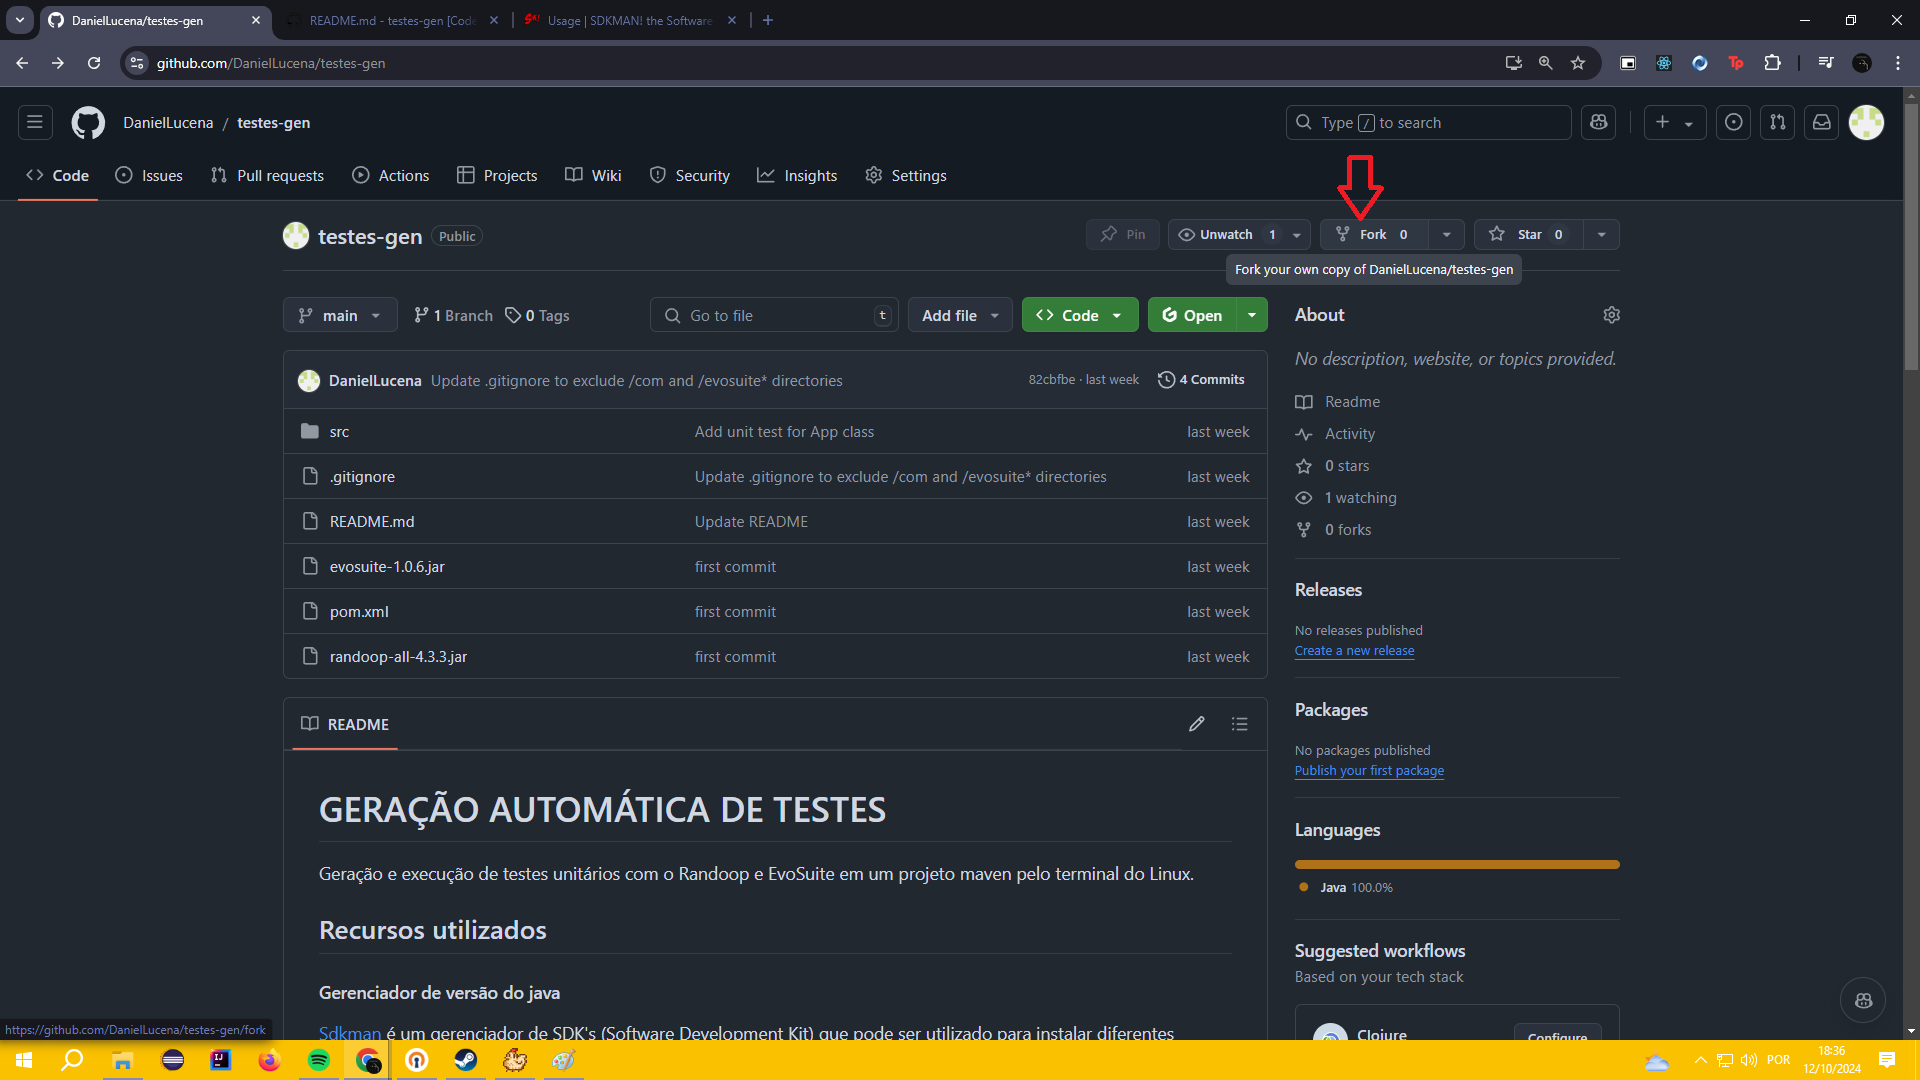 DanielLucena/testes-gen
README.md - testes-gen [Code
Usage | SDKMAN! the Software
github.com/DanielLucena/testes-gen
Tp
DanielLucena / testes-gen
Type / to search
Code
Issues
Pull requests
Actions
Projects
Wiki
Security
Insights
Settings
testes-gen
Public
Pin
Unwatch 1
Fork 0
Star 0
Fork your own copy of DanielLucena/testes-gen
main
1 Branch
0 Tags
Go to file t
Add file
Code
Open
DanielLucena Update .gitignore to exclude /com and /evosuite* directories 82cbfbe · last week 4 Commits
src Add unit test for App class last week
.gitignore Update .gitignore to exclude /com and /evosuite* directories last week
README.md Update README last week
evosuite-1.0.6.jar first commit last week
pom.xml first commit last week
randoop-all-4.3.3.jar first commit last week
README
GERAÇÃO AUTOMÁTICA DE TESTES
Geração e execução de testes unitários com o Randoop e EvoSuite em um projeto maven pelo terminal do Linux.
Recursos utilizados
Gerenciador de versão do java
Sdkman é um gerenciador de SDK's (Software Development Kit) que pode ser utilizado para instalar diferentes
About
No description, website, or topics provided.
Readme
Activity
0 stars
1 watching
0 forks
Releases
No releases published
Create a new release
Packages
No packages published
Publish your first package
Languages
Java 100.0%
Suggested workflows
Based on your tech stack
Clojure
Configure
https://github.com/DanielLucena/testes-gen/fork
POR
18:36
12/10/2024